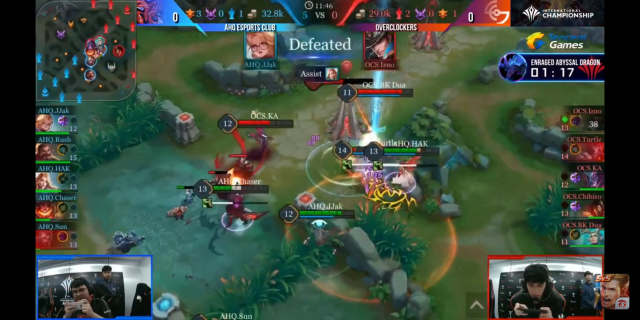 0 3 0 1 32.8k 11:46 29.0k 2 0 1 0
5 VS 0
AHQ ESPORTS CLUB OVERCLOCKERS
INTERNATIONAL
CHAMPIONSHIP
Games
ENRAGED ABYSSAL DRAGON
01:17
Defeated
AHQ.JJak OCS.Izno
5 Assist
OCS.BK Dua
11
OCS.KA
12
AHQ.HAK
14 13
AHQ.Chaser
13
AHQ.JJak
12
AHQ.Sun
AHQ.JJak
12
AHQ.Rush
15
AHQ.HAK
13
AHQ.Chaser
13
AHQ.Sun
13
OCS.Izno
13 38
OCS.Turtle
14
OCS.KA
12
OCS.Chihiro
13
OCS.BK Dua
11